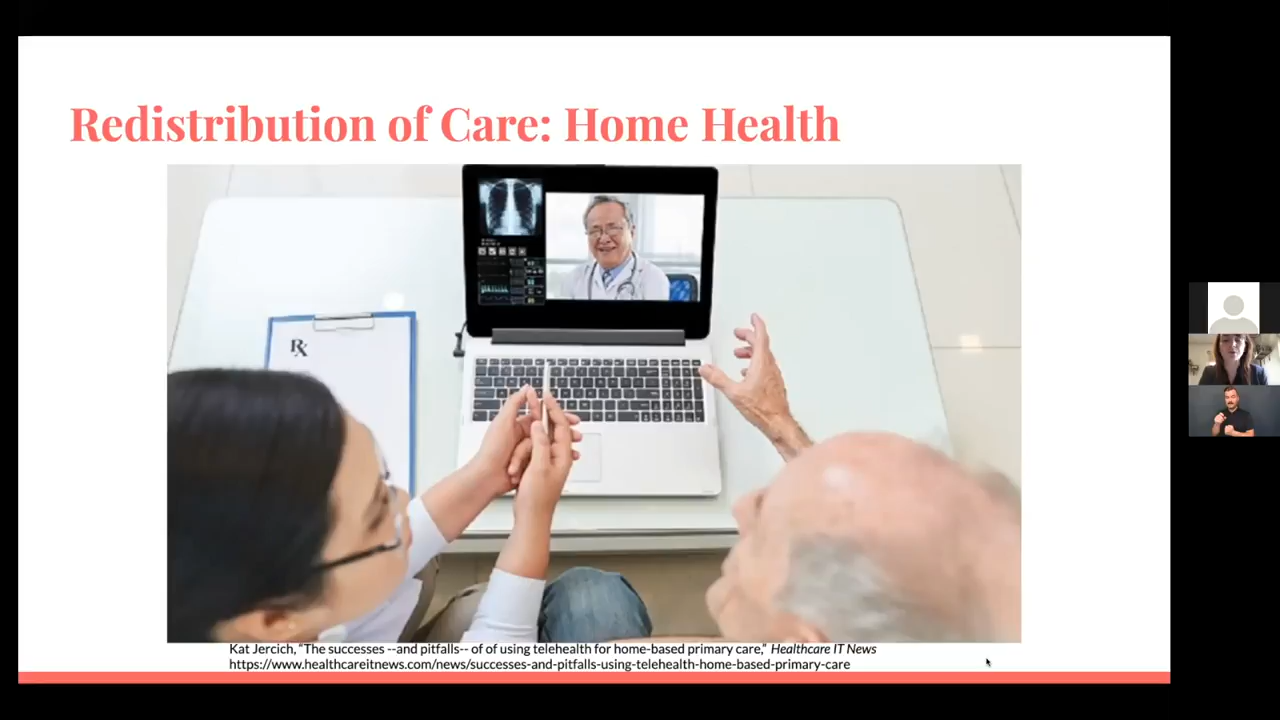 Redistribution of Care: Home Health
Rx
Kat Jercich, "The successes --and pitfalls-- of of using telehealth for home-based primary care," Healthcare IT News
https://www.healthcareitnews.com/news/successes-and-pitfalls-using-telehealth-home-based-primary-care